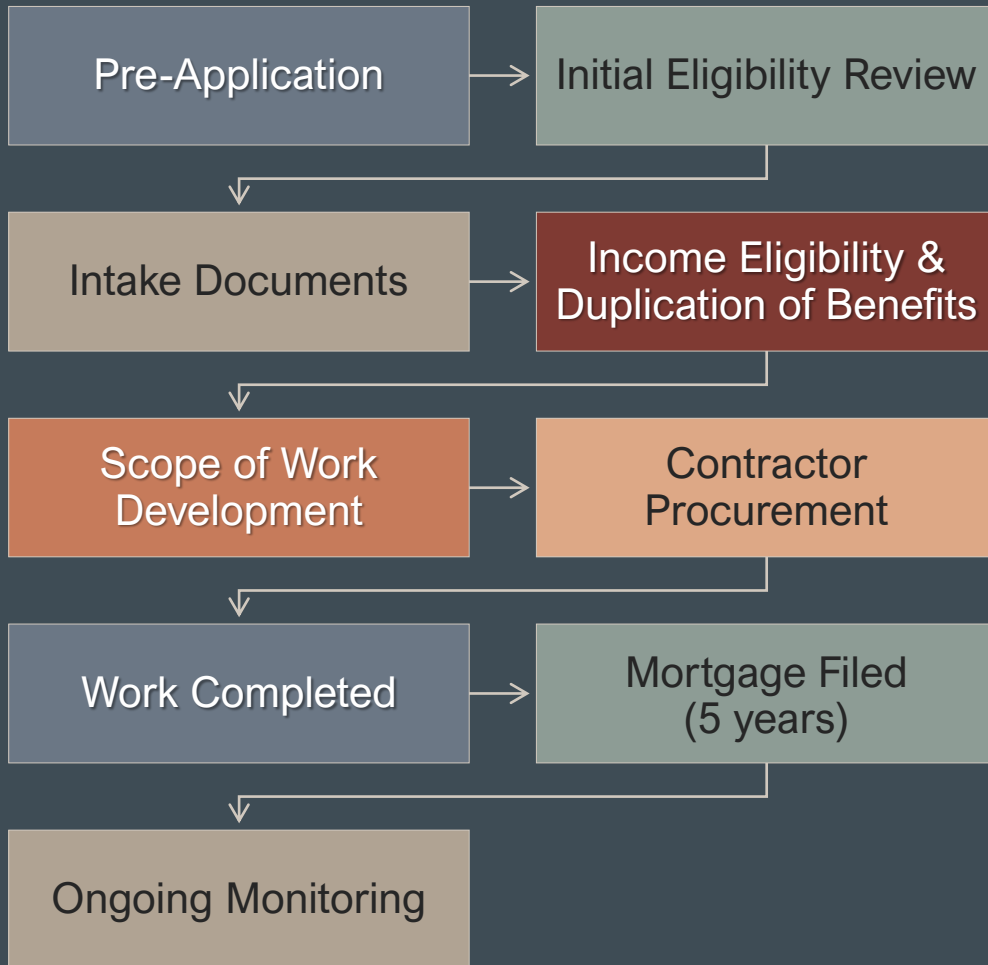 Pre-Application
Initial Eligibility Review
Intake Documents
Income Eligibility &
Duplication of Benefits
Scope of Work
Development
Contractor
Procurement
Work Completed
Mortgage Filed
(5 years)
Ongoing Monitoring